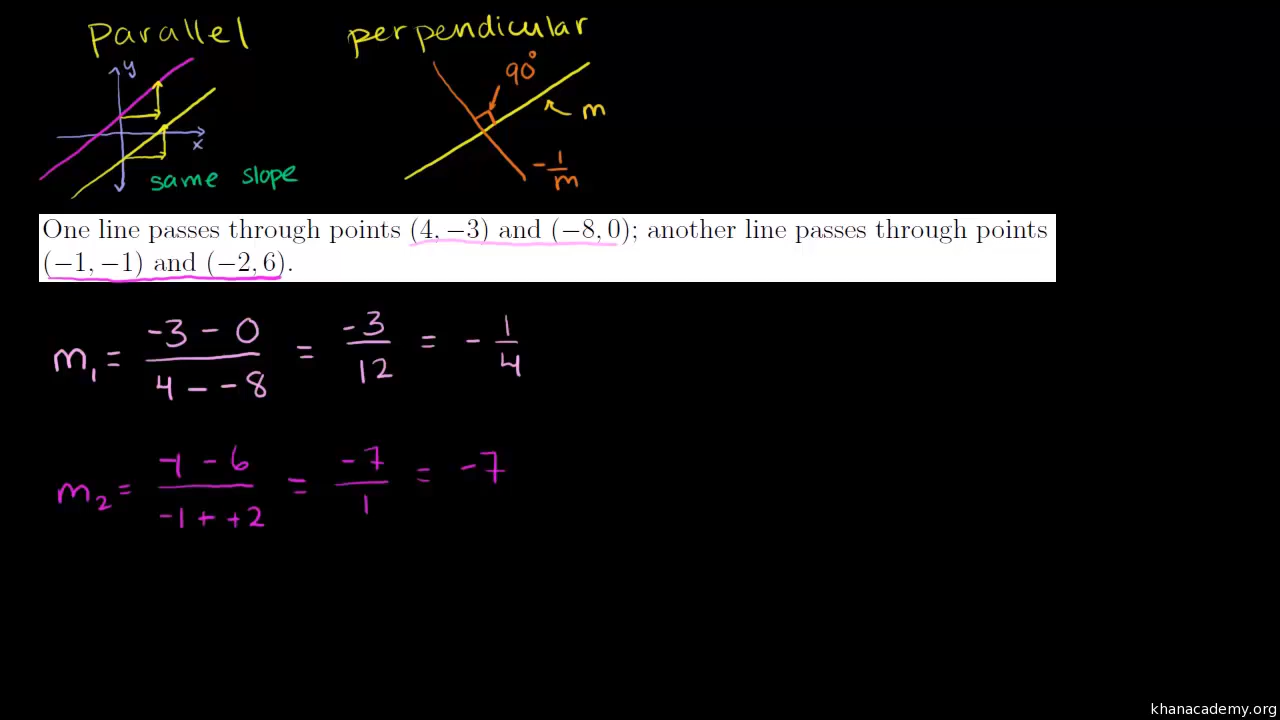 Parallel
perpendicular
y
x
same slope
90°
m
-1/m
One line passes through points (4, −3) and (−8, 0); another line passes through points
(−1, −1) and (−2, 6).
m₁ = (-3 - 0)/(4 - -8) = -3/12 = -1/4
m₂ = (-1 - 6)/(-1 + +2) = -7/1 = -7
khanacademy.org